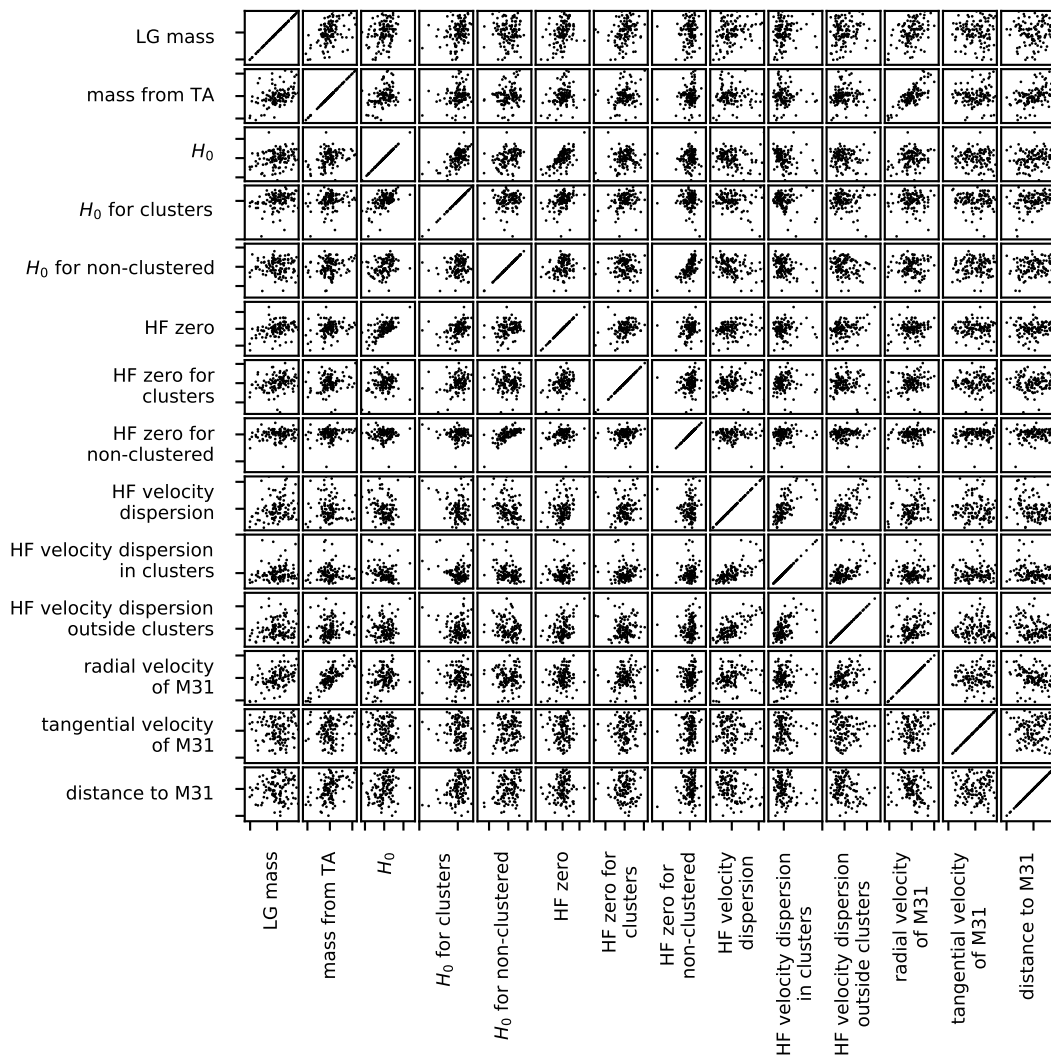 LG mass
mass from TA
H₀
H₀ for clusters
H₀ for non-clustered
HF zero
HF zero for
clusters
HF zero for
non-clustered
HF velocity
dispersion
HF velocity dispersion
in clusters
HF velocity dispersion
outside clusters
radial velocity
of M31
tangential velocity
of M31
distance to M31
LG mass
mass from TA
H₀
H₀ for clusters
H₀ for non-clustered
HF zero
HF zero for
clusters
HF zero for
non-clustered
HF velocity
dispersion
HF velocity dispersion
in clusters
HF velocity dispersion
outside clusters
radial velocity
of M31
tangential velocity
of M31
distance to M31